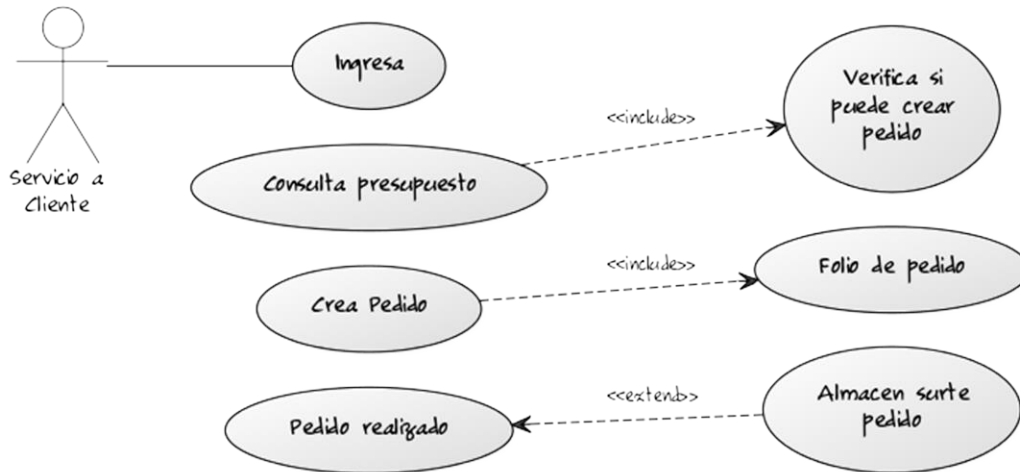 Ingresa
Servicio a
Cliente
Verifica si
puede crear
pedido
<<include>>
Consulta presupuesto
<<include>>
Folio de pedido
Crea Pedido
<<extend>>
Almacen surte
pedido
Pedido realizado